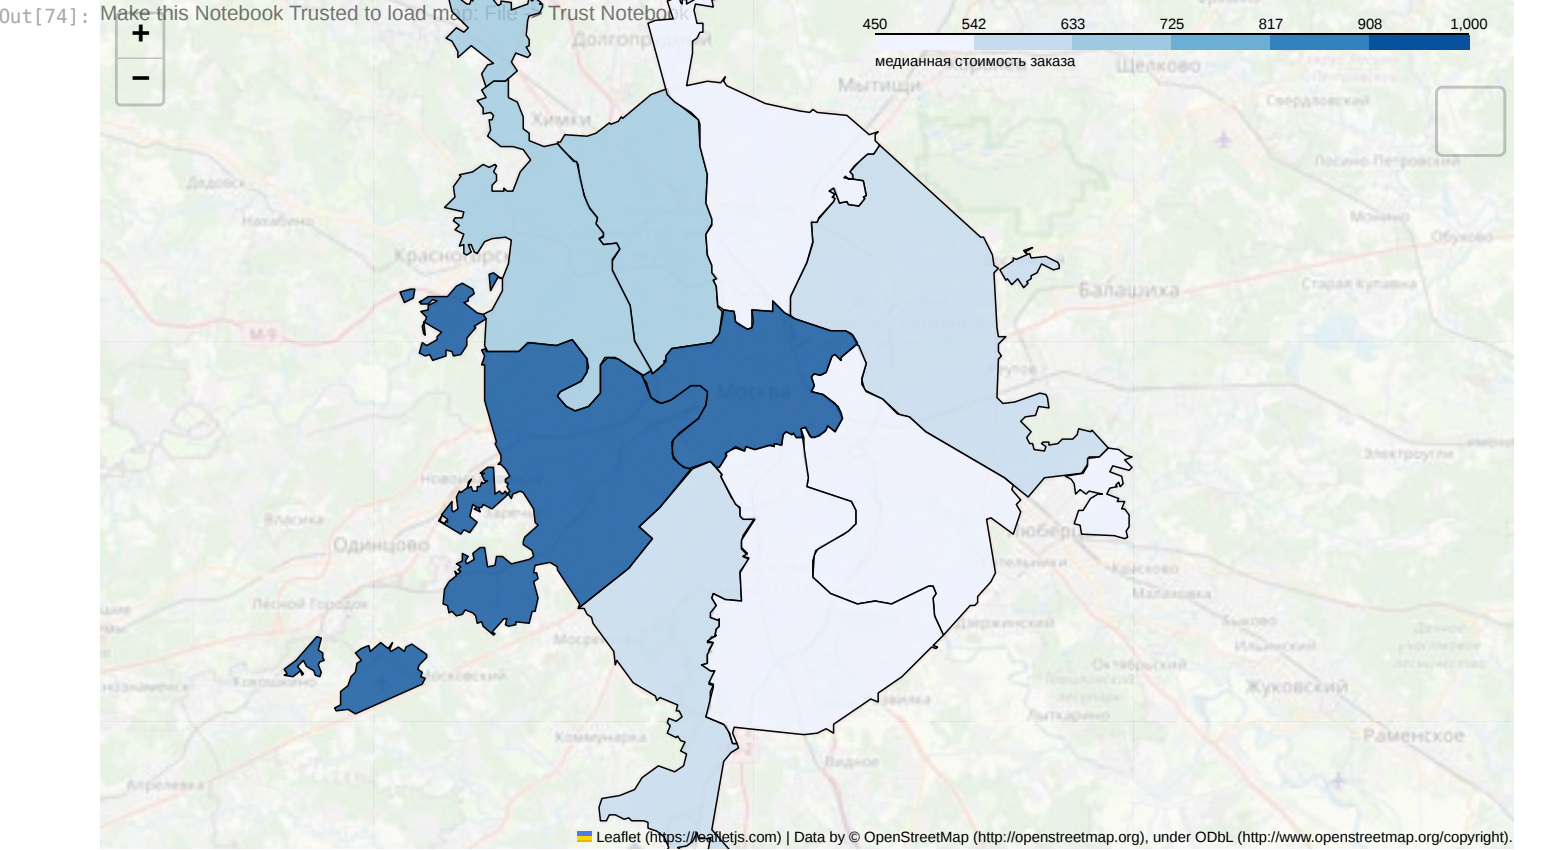 Out[74]:
Make this Notebook Trusted to load map: File -> Trust Notebook
+
−
450 542 633 725 817 908 1,000
медианная стоимость заказа
Долгопрудный
Мытищи
Щёлково
Свердловский
Химки
Лосино-Петровский
Дедовск
Нахабино
Монино
Обухово
Красногорск
Балашиха
Старая Купавна
М-9
Москва
Электроугли
Власиха
Одинцово
Люберцы
Котельники
Красково
Малаховка
Лесной Городок
Дзержинский
Быково
Ильинский
Октябрьский
Кокошкино
Московский
Жуковский
Лыткарино
Коммунарка
Раменское
Видное
Апрелевка
Leaflet (https://leafletjs.com) | Data by © OpenStreetMap (http://openstreetmap.org), under ODbL (http://www.openstreetmap.org/copyright).